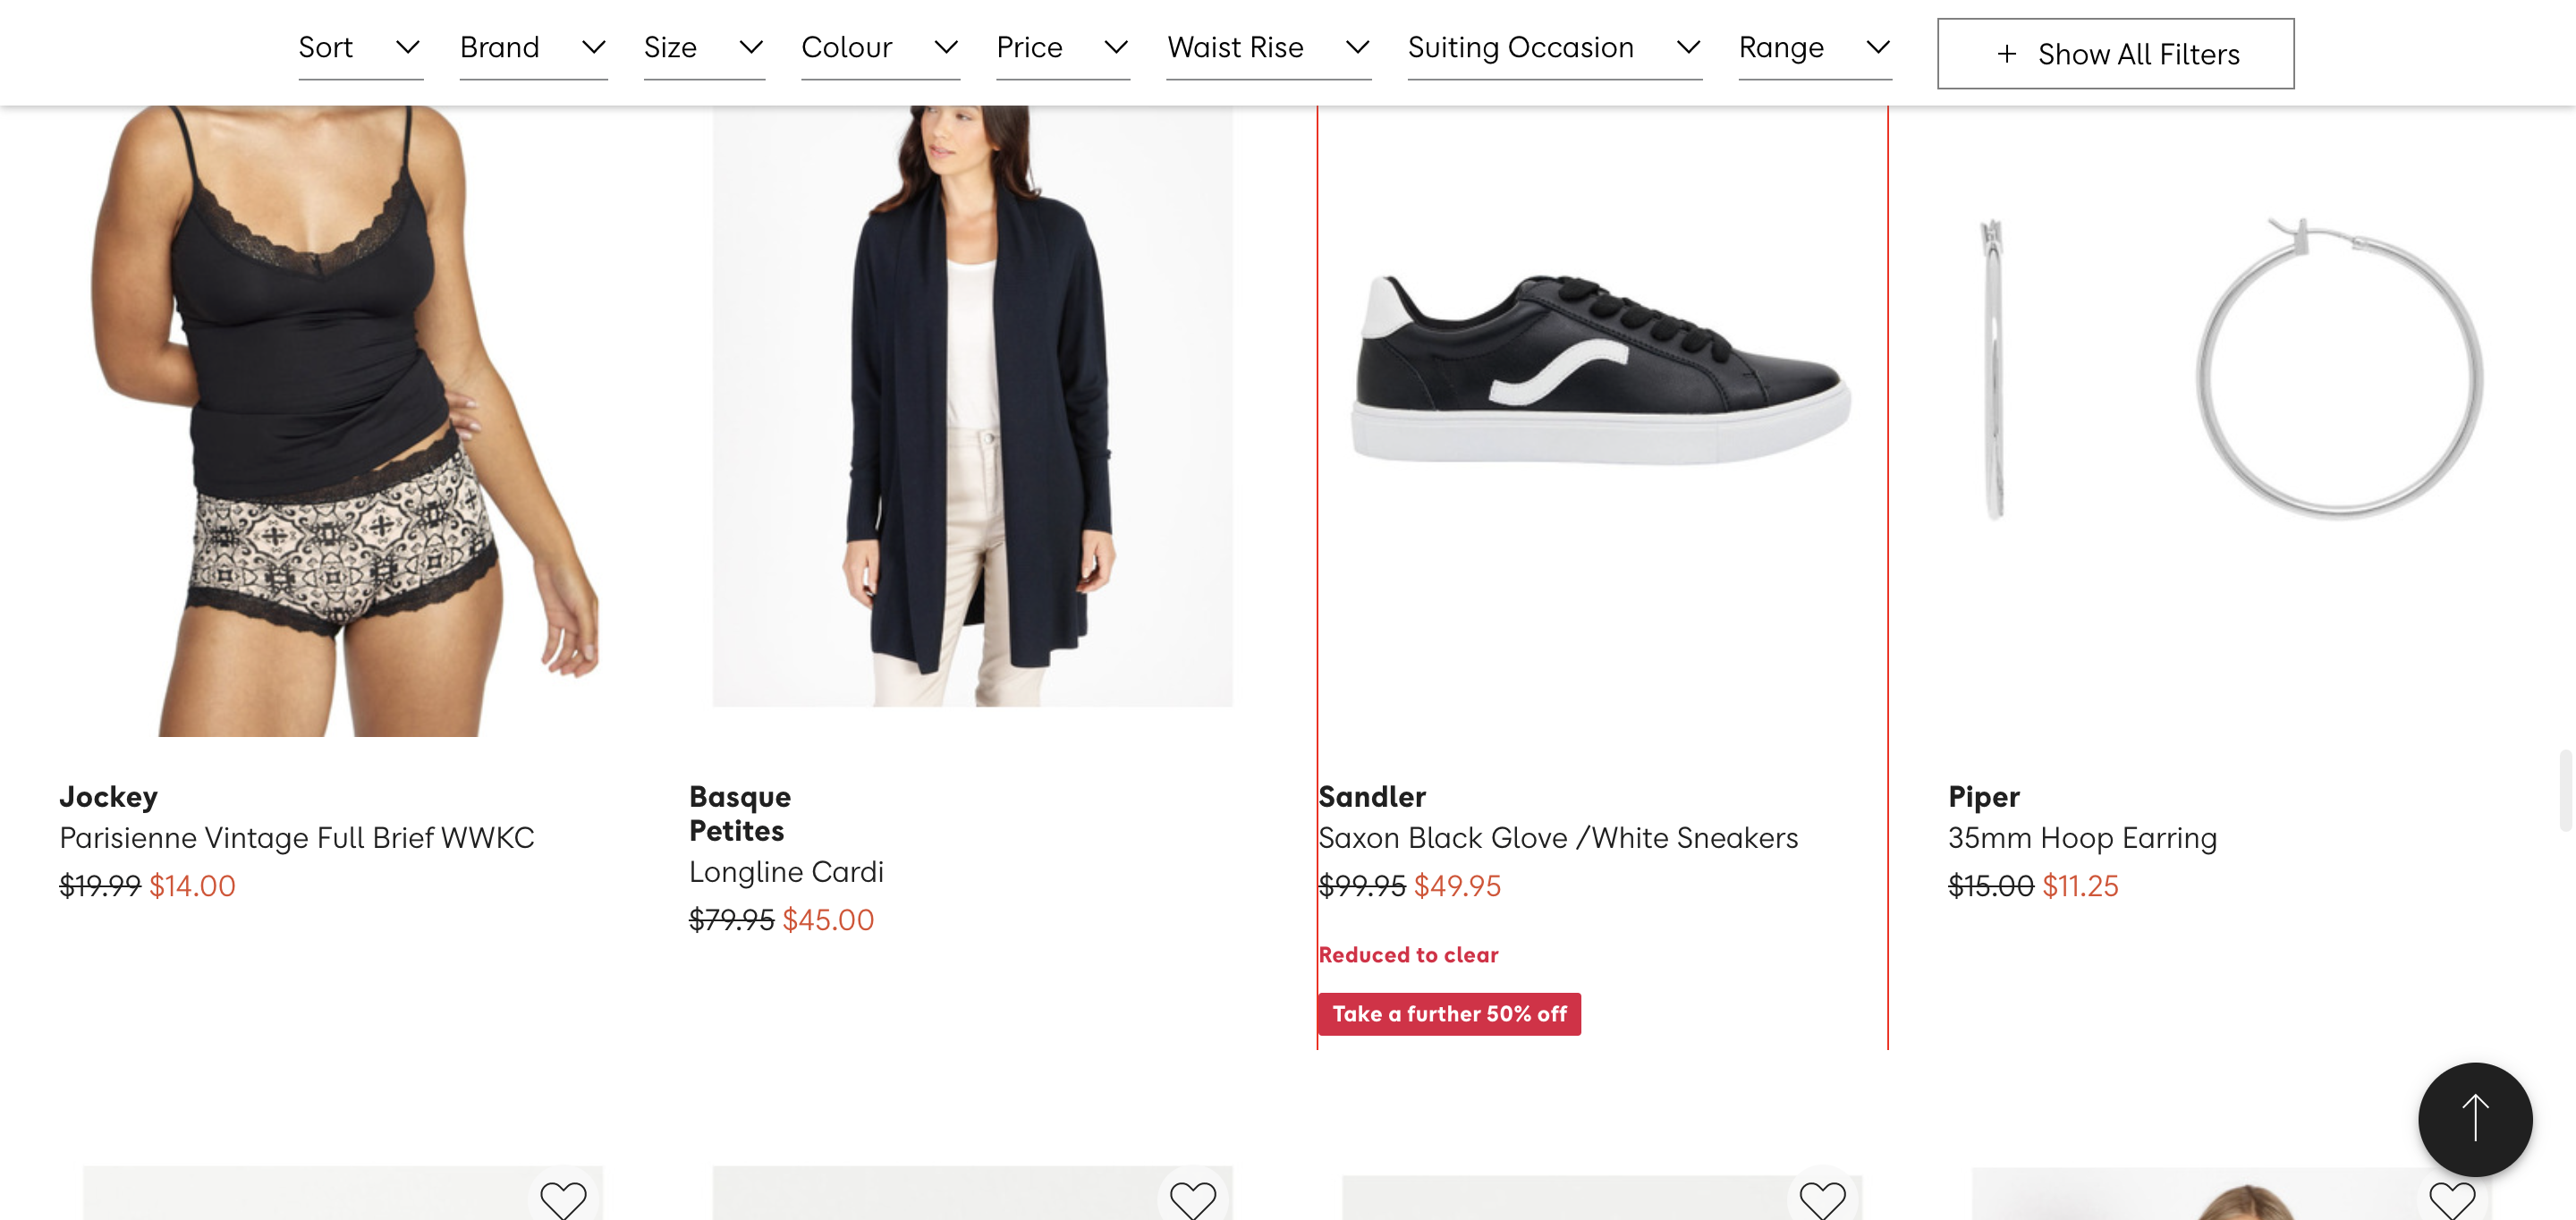 Sort
Brand
Size
Colour
Price
Waist Rise
Suiting Occasion
Range
+ Show All Filters
Jockey
Parisienne Vintage Full Brief WWKC
$19.99 $14.00
Basque
Petites
Longline Cardi
$79.95 $45.00
Sandler
Saxon Black Glove /White Sneakers
$99.95 $49.95
Reduced to clear
Take a further 50% off
Piper
35mm Hoop Earring
$15.00 $11.25